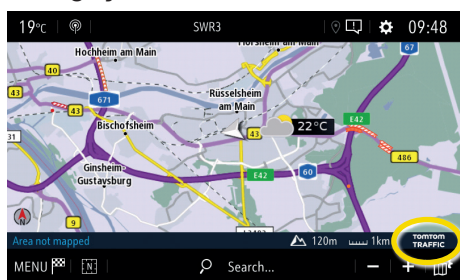 19°C SWR3 09:48
Hochheim am Main
67
40
43
671
Rüsselsheim
am Main
43
Bischofsheim
43
22°C
E42
31
486
Ginsheim-
Gustavsburg
E42
60
9
Area not mapped 120m 1km
TOMTOM
TRAFFIC
MENU N Search... − +